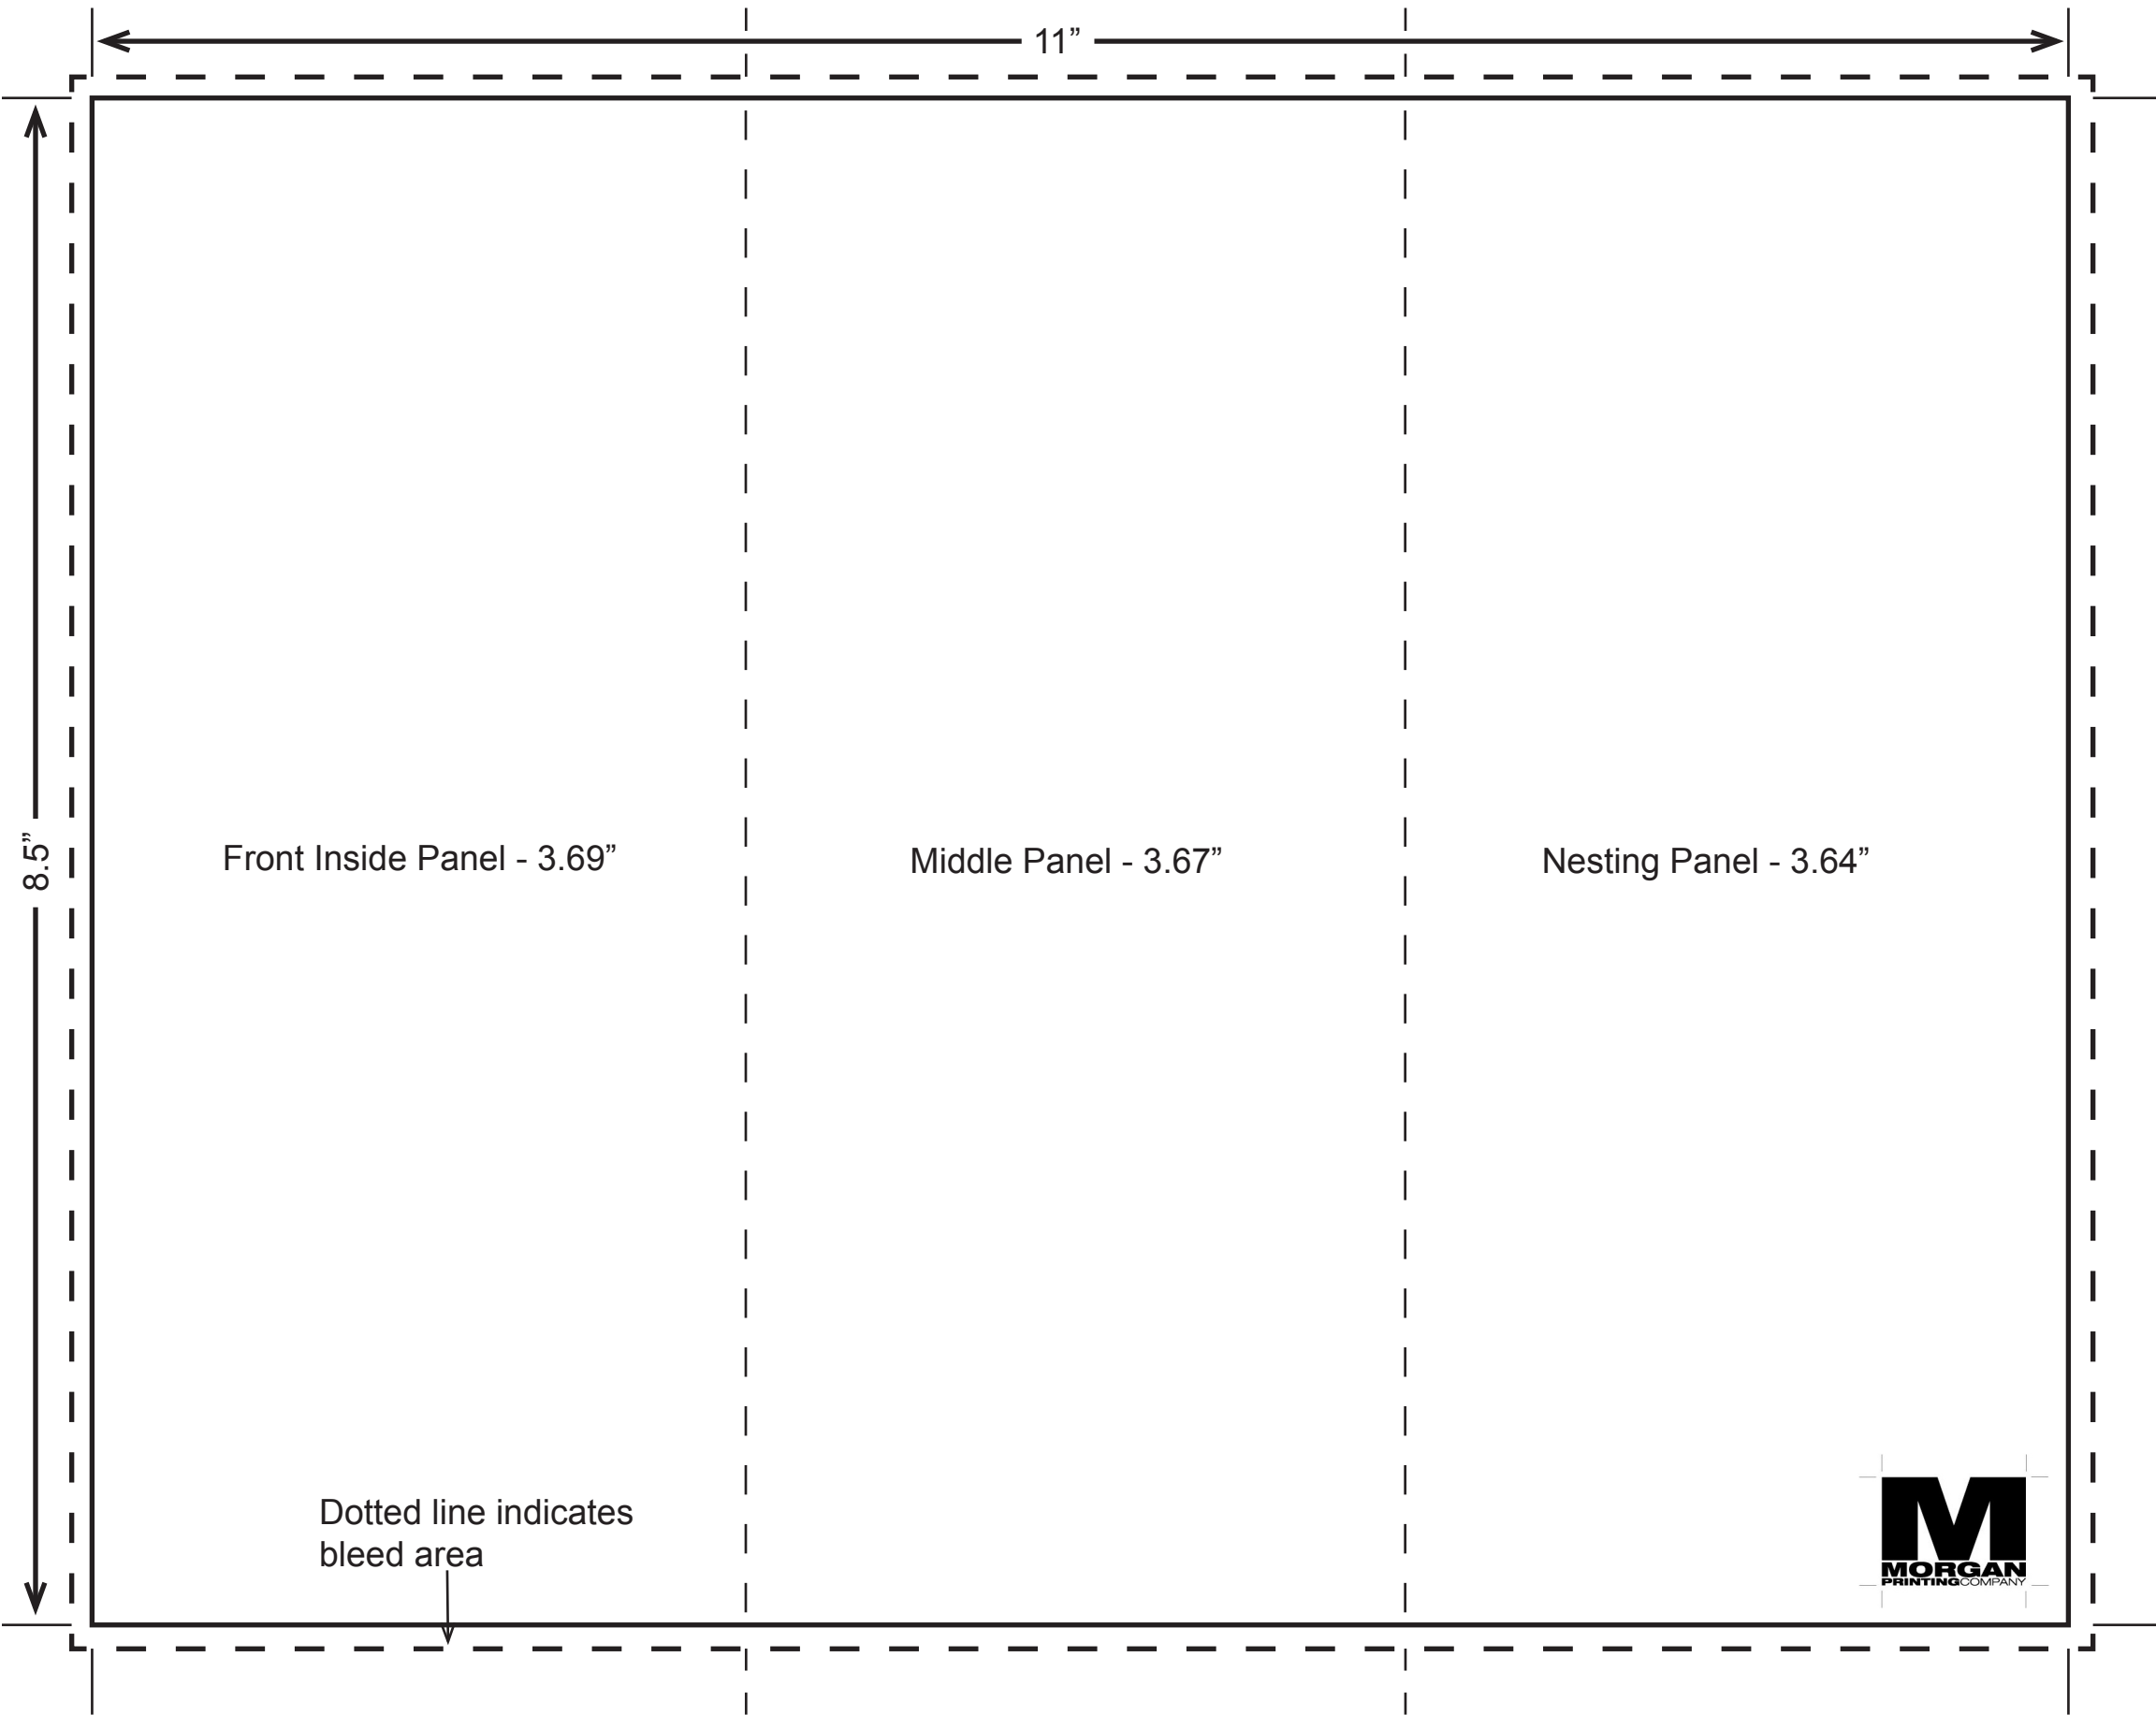 11”
8.5”
Front Inside Panel - 3.69”
Middle Panel - 3.67”
Nesting Panel - 3.64”
Dotted line indicates
bleed area
M
MORGAN
PRINTINGCOMPANY